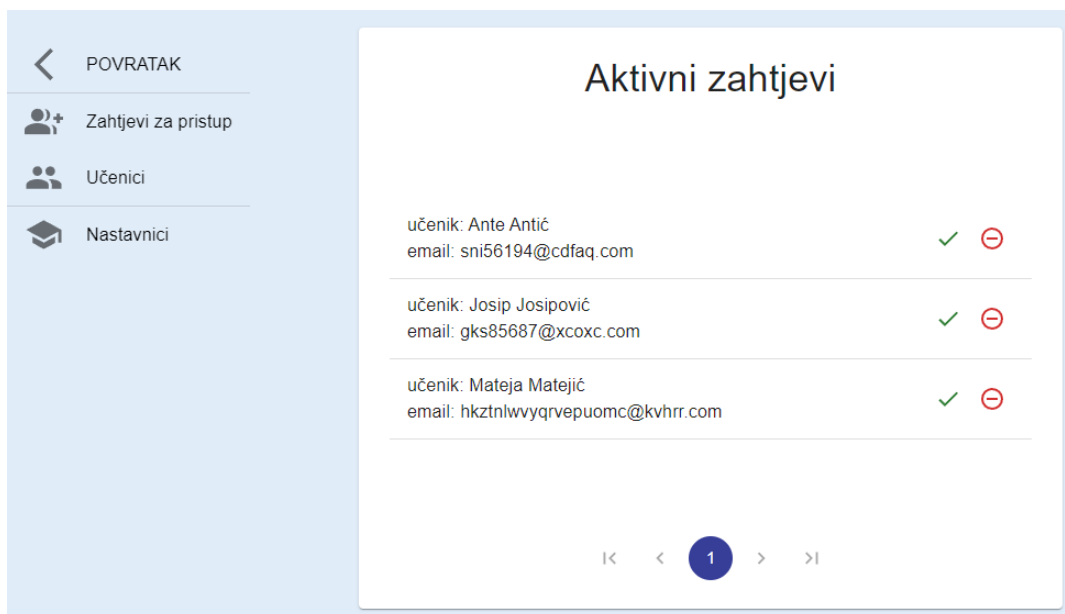 POVRATAK
Zahtjevi za pristup
Učenici
Nastavnici
Aktivni zahtjevi
učenik: Ante Antić
email: sni56194@cdfaq.com
učenik: Josip Josipović
email: gks85687@xcoxc.com
učenik: Mateja Matejić
email: hkztnlwvyqrvepuomc@kvhrr.com
1